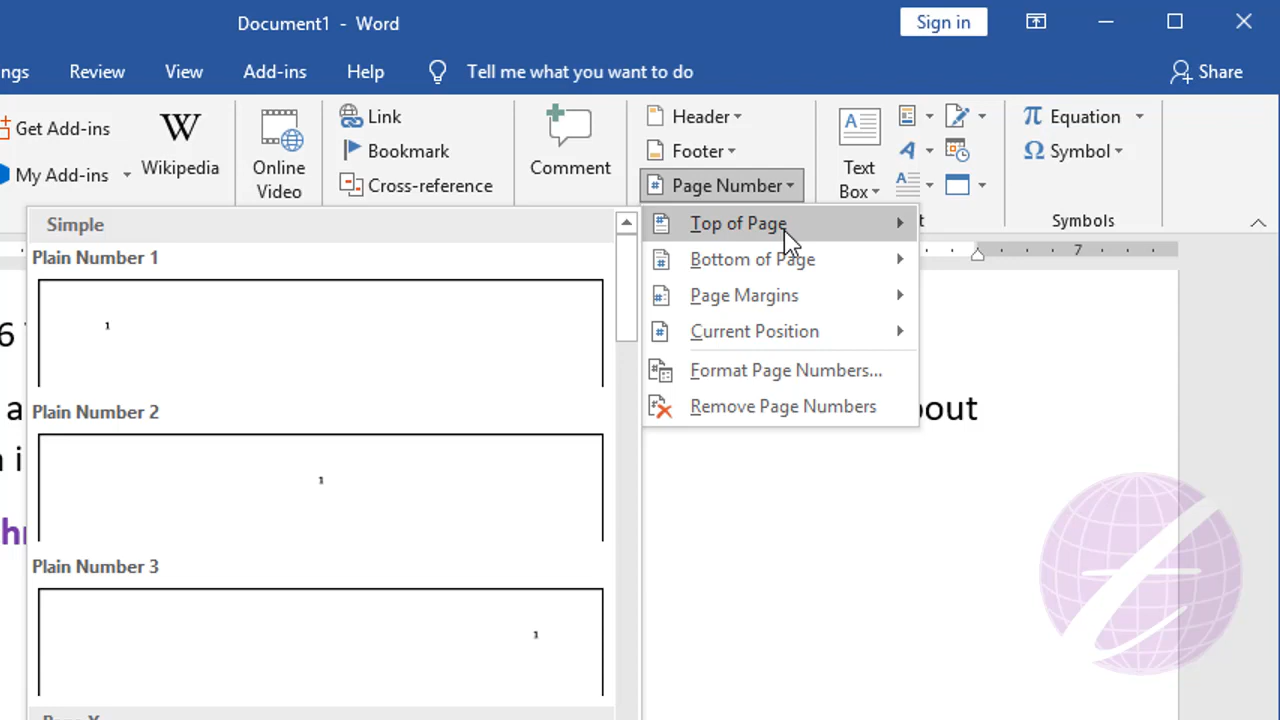 Document1 - Word
Sign in
ngs Review View Add-ins Help Tell me what you want to do Share
Get Add-ins
My Add-ins
W
Wikipedia
Online
Video
Link
Bookmark
Cross-reference
Comment
Header
Footer
Page Number
A
Text
Box
A
π Equation
Ω Symbol
t
Symbols
7
Simple
Plain Number 1
1
Plain Number 2
1
Plain Number 3
1
Top of Page
Bottom of Page
Page Margins
Current Position
Format Page Numbers...
Remove Page Numbers
6
a
bout
n i
hr
t